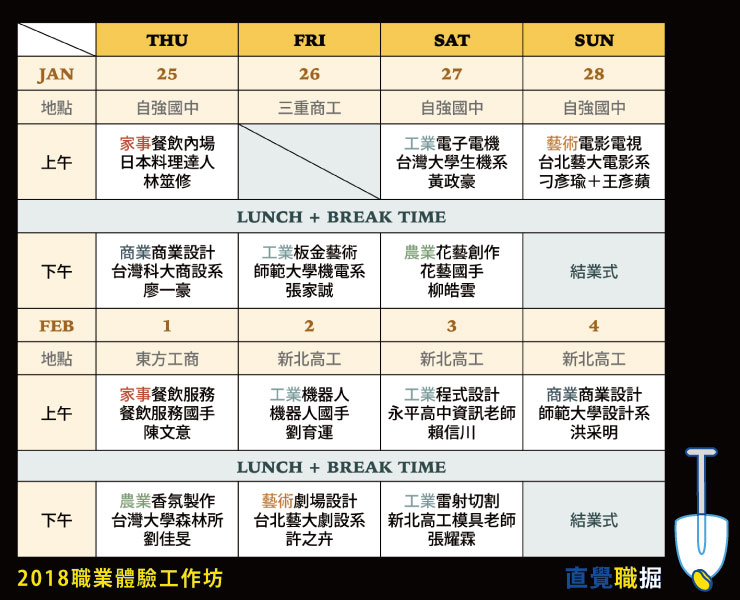 THU FRI SAT SUN
JAN 25 26 27 28
地點 自強國中 三重商工 自強國中 自強國中
上午
家事餐飲內場
日本料理達人
林筮修
工業電子電機
台灣大學生機系
黃政豪
藝術電影電視
台北藝大電影系
刁彥瑜＋王彥蘋
LUNCH + BREAK TIME
下午
商業商業設計
台灣科大商設系
廖一豪
工業板金藝術
師範大學機電系
張家誠
農業花藝創作
花藝國手
柳皓雲
結業式
FEB 1 2 3 4
地點 東方工商 新北高工 新北高工 新北高工
上午
家事餐飲服務
餐飲服務國手
陳文意
工業機器人
機器人國手
劉育運
工業程式設計
永平高中資訊老師
賴信川
商業商業設計
師範大學設計系
洪采明
LUNCH + BREAK TIME
下午
農業香氛製作
台灣大學森林所
劉佳旻
藝術劇場設計
台北藝大劇設系
許之卉
工業雷射切割
新北高工模具老師
張耀霖
結業式
2018職業體驗工作坊
直覺職掘